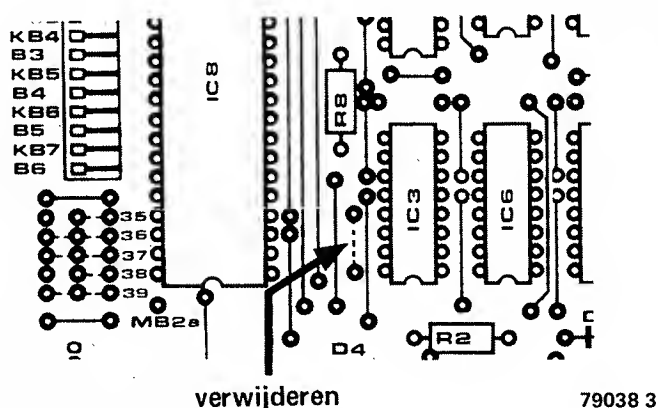 KB4
B3
KB5
B4
KB6
B5
KB7
B6
IC8
R8
IC3
IC6
35
36
37
38
39
MB2a
D4
R2
verwijderen
79038 3